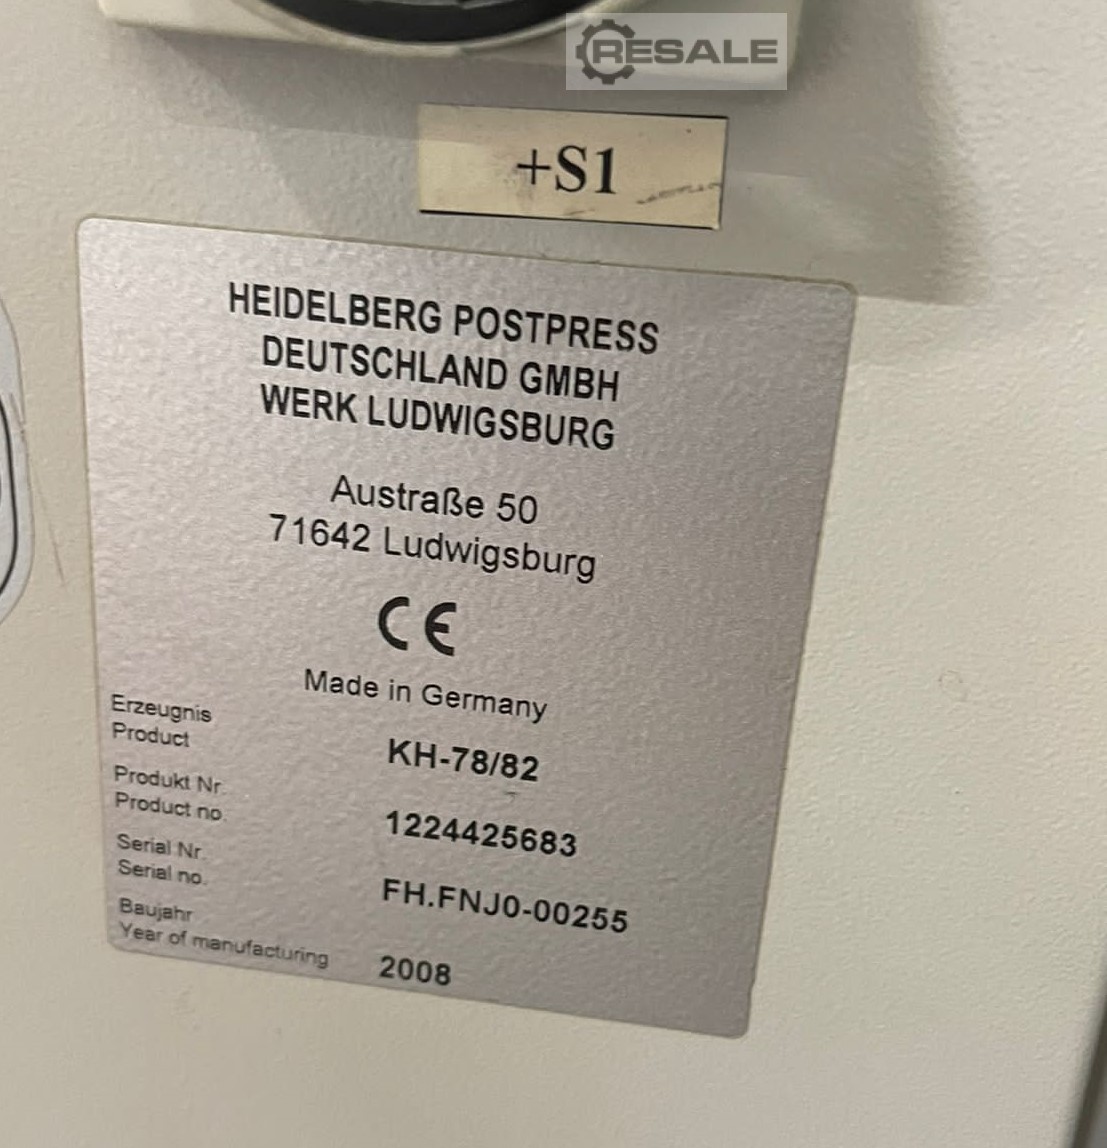 RESALE
+S1
HEIDELBERG POSTPRESS
DEUTSCHLAND GMBH
WERK LUDWIGSBURG
Austraße 50
71642 Ludwigsburg
CE
Made in Germany
Erzeugnis
Product KH-78/82
Produkt Nr.
Product no. 1224425683
Serial Nr.
Serial no. FH.FNJ0-00255
Baujahr
Year of manufacturing 2008